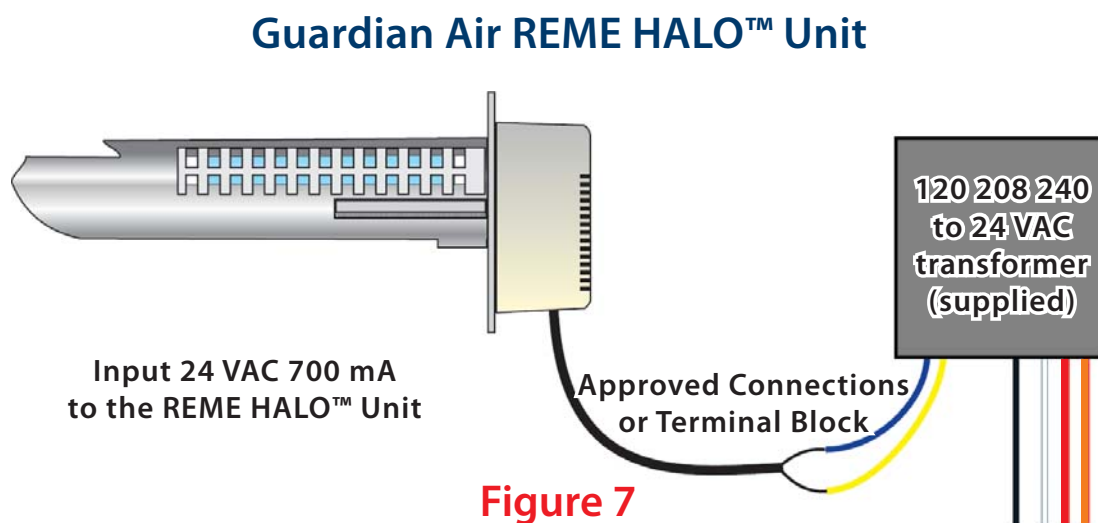 Guardian Air REME HALO™ Unit
120 208 240
to 24 VAC
transformer
(supplied)
Input 24 VAC 700 mA
to the REME HALO™ Unit
Approved Connections
or Terminal Block
Figure 7